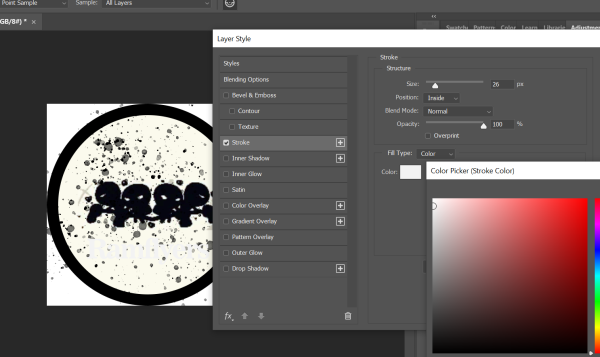 Point Sample Sample: All Layers
GB/8#) * ×
Swatch Pattern Color Learn Librarie Adjustme
Layer Style
Styles
Blending Options
Bevel & Emboss
Contour
Texture
Stroke
Inner Shadow
Inner Glow
Satin
Color Overlay
Gradient Overlay
Pattern Overlay
Outer Glow
Drop Shadow
fx
Stroke
Structure
Size: 26 px
Position: Inside
Blend Mode: Normal
Opacity: 100 %
Overprint
Fill Type: Color
Color:
Color Picker (Stroke Color)